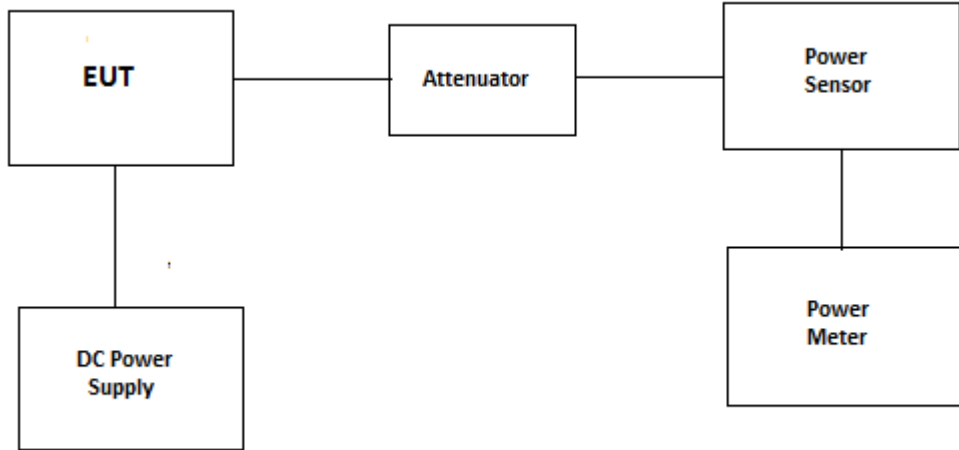 EUT
Attenuator
Power
Sensor
DC Power
Supply
Power
Meter